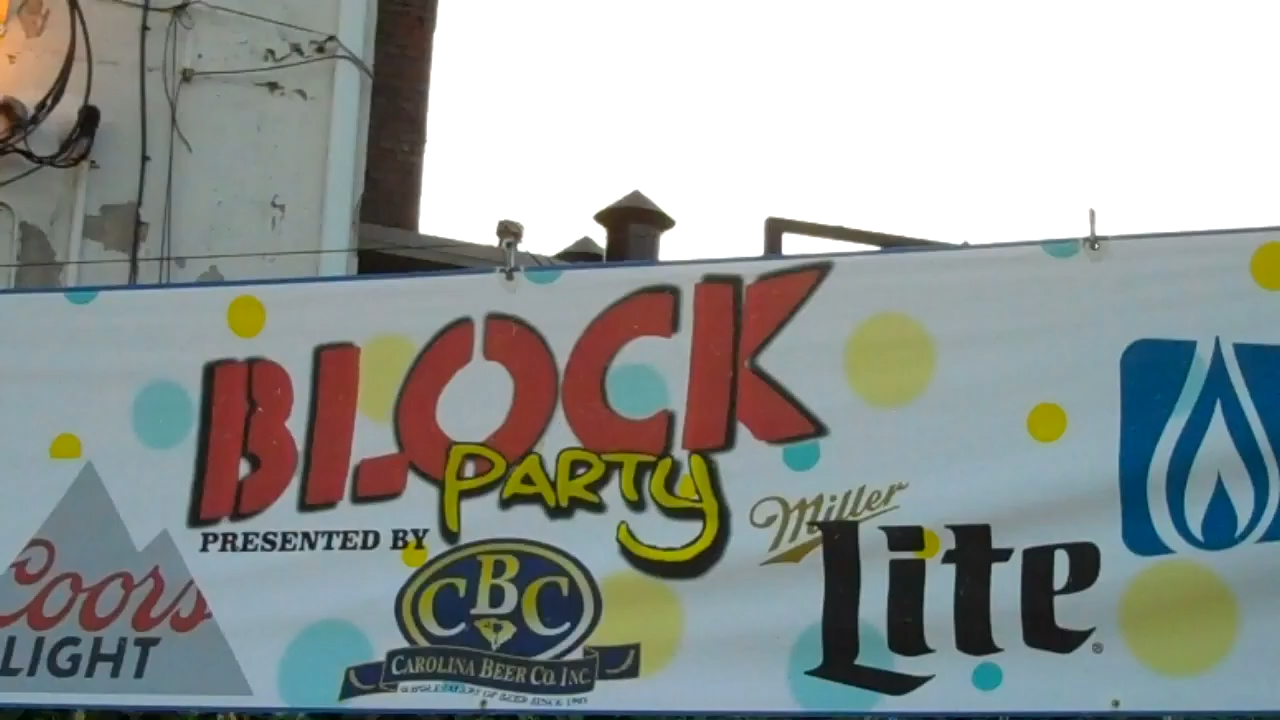 BLOCK
PARTY
PRESENTED BY
Coors
LIGHT
CBC
CAROLINA BEER CO. INC.
Miller
Lite